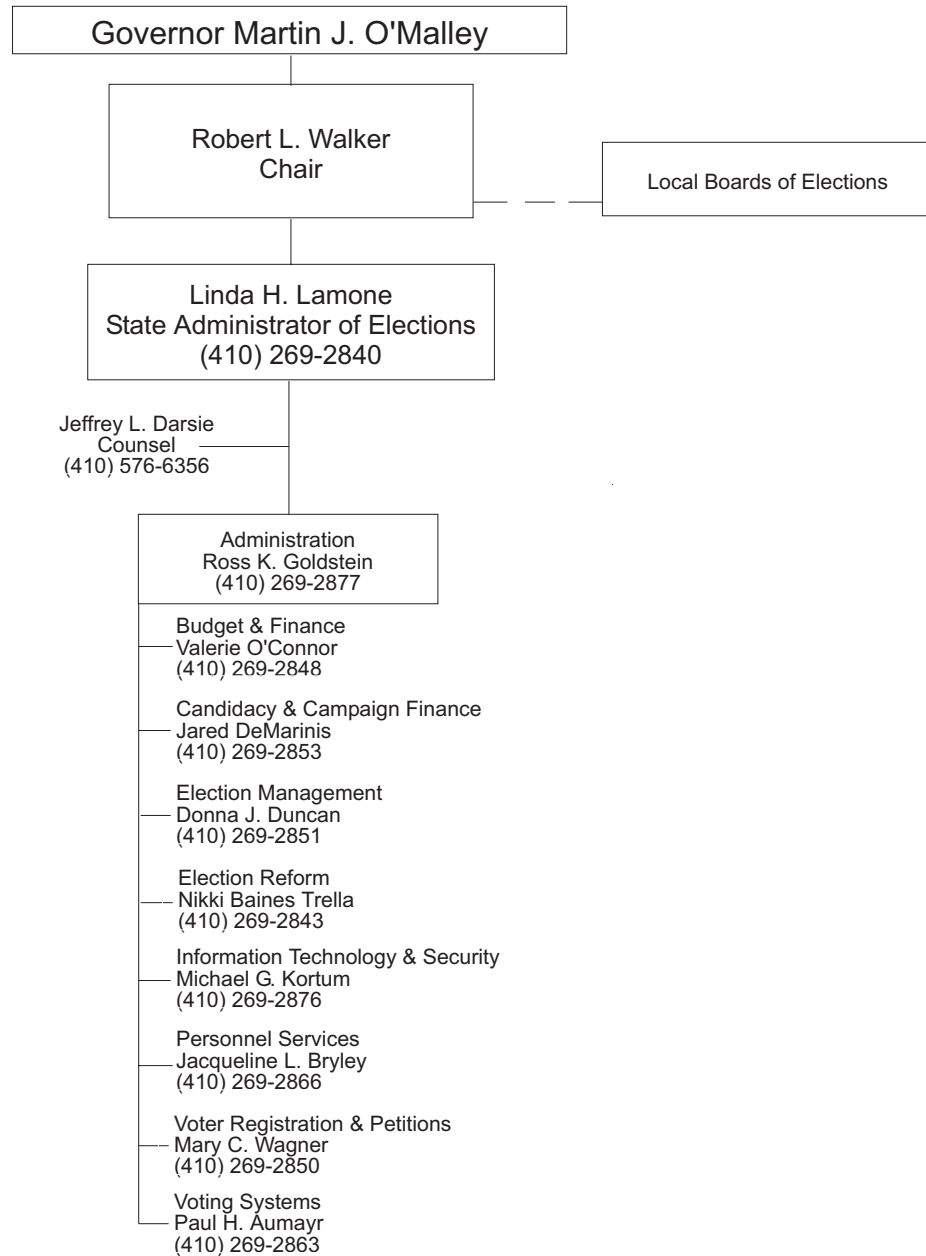 Governor Martin J. O'Malley
Robert L. Walker
Chair
Local Boards of Elections
Linda H. Lamone
State Administrator of Elections
(410) 269-2840
Jeffrey L. Darsie
Counsel
(410) 576-6356
Administration
Ross K. Goldstein
(410) 269-2877
Budget & Finance
Valerie O'Connor
(410) 269-2848
Candidacy & Campaign Finance
Jared DeMarinis
(410) 269-2853
Election Management
Donna J. Duncan
(410) 269-2851
Election Reform
Nikki Baines Trella
(410) 269-2843
Information Technology & Security
Michael G. Kortum
(410) 269-2876
Personnel Services
Jacqueline L. Bryley
(410) 269-2866
Voter Registration & Petitions
Mary C. Wagner
(410) 269-2850
Voting Systems
Paul H. Aumayr
(410) 269-2863